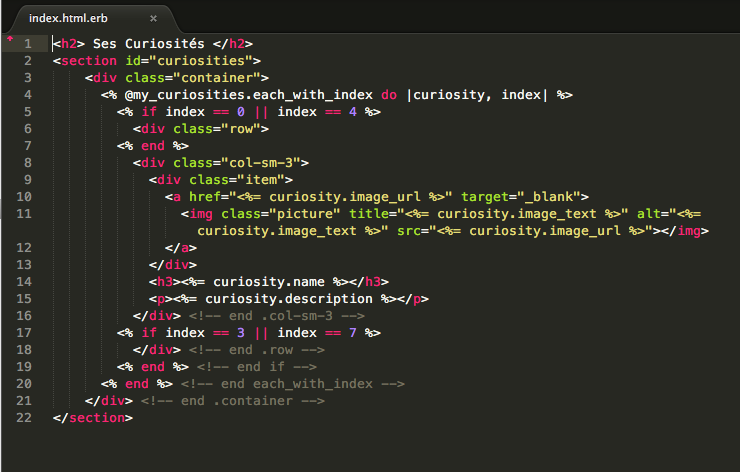 index.html.erb ×
1 <h2> Ses Curiosités </h2>
2 <section id="curiosities">
3 <div class="container">
4 <% @my_curiosities.each_with_index do |curiosity, index| %>
5 <% if index == 0 || index == 4 %>
6 <div class="row">
7 <% end %>
8 <div class="col-sm-3">
9 <div class="item">
10 <a href="<%= curiosity.image_url %>" target="_blank">
11 <img class="picture" title="<%= curiosity.image_text %>" alt="<%=
curiosity.image_text %>" src="<%= curiosity.image_url %>"></img>
12 </a>
13 </div>
14 <h3><%= curiosity.name %></h3>
15 <p><%= curiosity.description %></p>
16 </div> <!-- end .col-sm-3 -->
17 <% if index == 3 || index == 7 %>
18 </div> <!-- end .row -->
19 <% end %> <!-- end if -->
20 <% end %> <!-- end each_with_index -->
21 </div> <!-- end .container -->
22 </section>